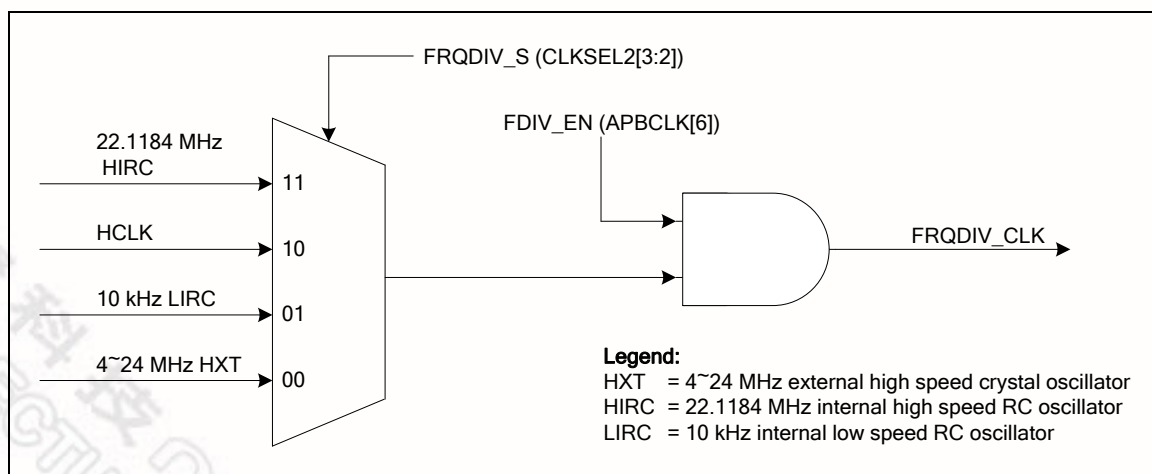 FRQDIV_S (CLKSEL2[3:2])
FDIV_EN (APBCLK[6])
22.1184 MHz
HIRC
11
HCLK
10
FRQDIV_CLK
10 kHz LIRC
01
4~24 MHz HXT
00
Legend:
HXT = 4~24 MHz external high speed crystal oscillator
HIRC = 22.1184 MHz internal high speed RC oscillator
LIRC = 10 kHz internal low speed RC oscillator
科技